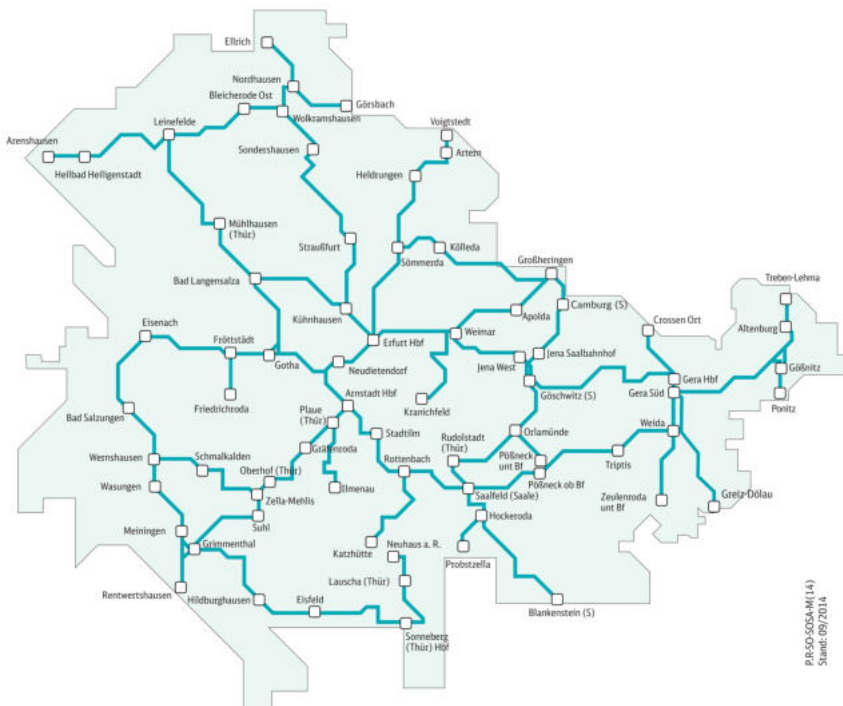 Ellrich
Nordhausen
Bleicherode Ost
Görsbach
Wolkramshausen
Leinefelde
Voigtstedt
Arenshausen
Artern
Sondershausen
Heilbad Heiligenstadt
Heldrungen
Mühlhausen
(Thür)
Straußfurt
Kölleda
Sömmerda
Großheringen
Bad Langensalza
Treben-Lehma
Camburg (S)
Kühnhausen
Apolda
Crossen Ort
Eisenach
Altenburg
Fröttstädt
Erfurt Hbf
Weimar
Jena Saalbahnhof
Gotha
Neudietendorf
Jena West
Gößnitz
Göschwitz (S)
Gera Hbf
Gera Süd
Friedrichroda
Arnstadt Hbf
Kranichfeld
Ponitz
Bad Salzungen
Plaue
(Thür)
Stadtilm
Orlamünde
Weida
Rudolstadt
(Thür)
Pößneck
unt Bf
Gräfenroda
Wernshausen
Schmalkalden
Oberhof (Thür)
Rottenbach
Triptis
Pößneck ob Bf
Wasungen
Ilmenau
Saalfeld (Saale)
Zella-Mehlis
Zeulenroda
unt Bf
Greiz-Dölau
Hockeroda
Meiningen
Suhl
Grimmenthal
Katzhütte
Neuhaus a. R.
Probstzella
Lauscha (Thür)
Rentwertshausen
Hildburghausen
Eisfeld
Blankenstein (S)
Sonneberg
(Thür) Hbf
P.R-SO-SOSA-M(14)
Stand: 09/2014